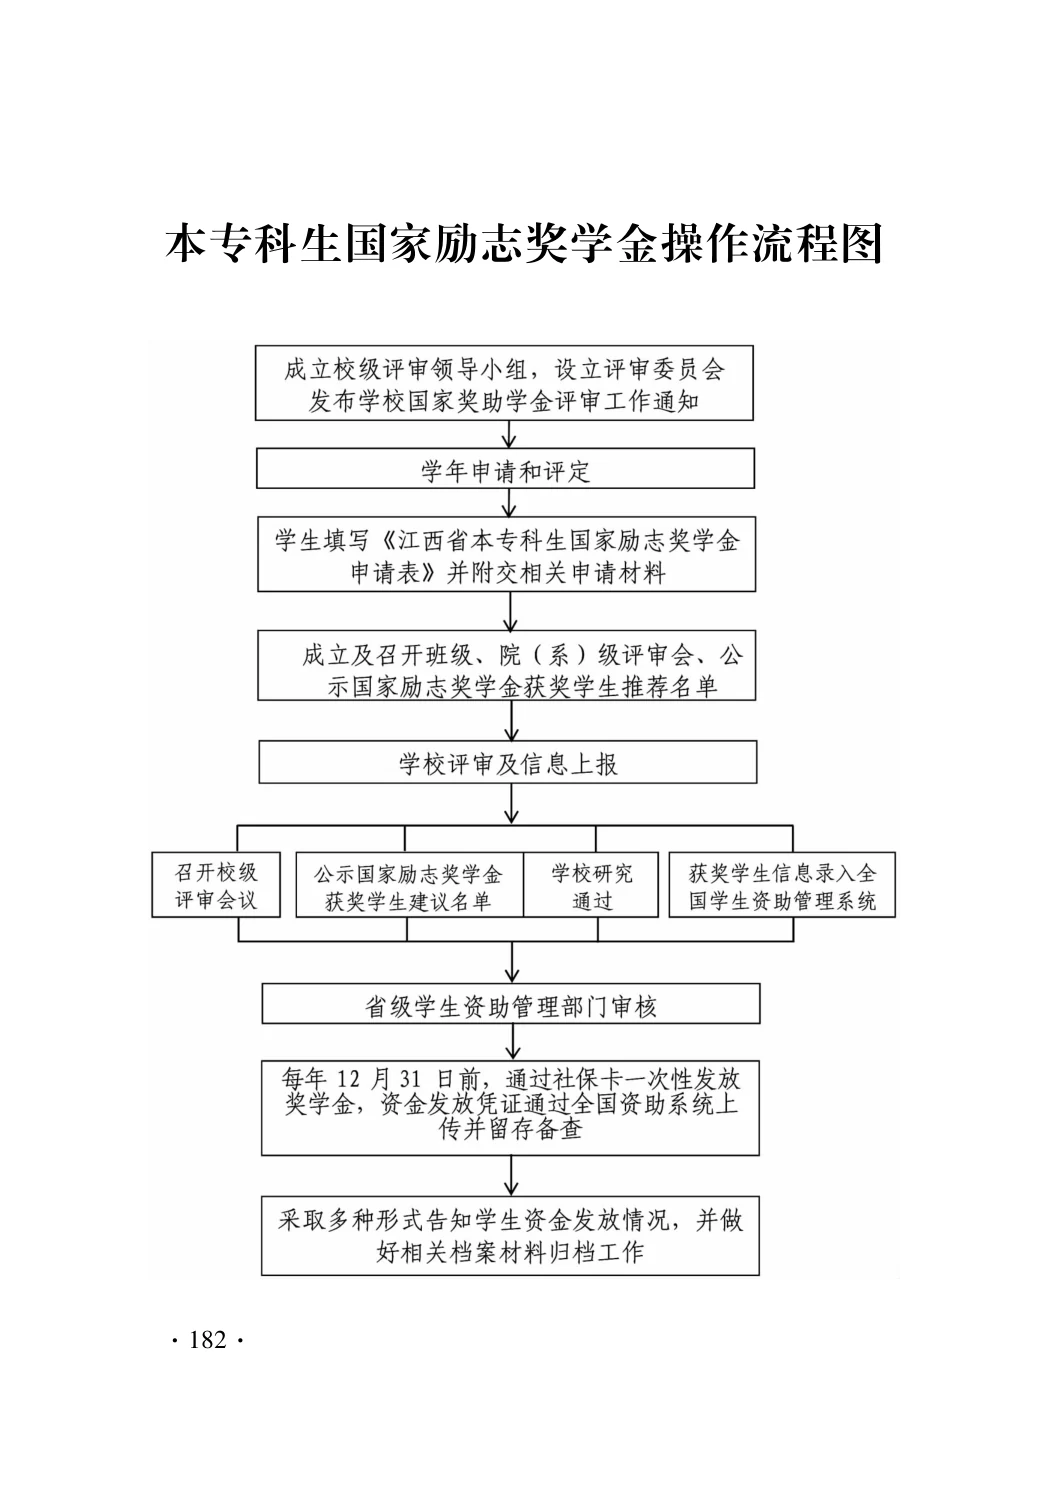 本专科生国家励志奖学金操作流程图
成立校级评审领导小组，设立评审委员会
发布学校国家奖助学金评审工作通知
学年申请和评定
学生填写《江西省本专科生国家励志奖学金
申请表》并附交相关申请材料
成立及召开班级、院（系）级评审会、公
示国家励志奖学金获奖学生推荐名单
学校评审及信息上报
召开校级
评审会议
公示国家励志奖学金
获奖学生建议名单
学校研究
通过
获奖学生信息录入全
国学生资助管理系统
省级学生资助管理部门审核
每年 12 月 31 日前，通过社保卡一次性发放
奖学金，资金发放凭证通过全国资助系统上
传并留存备查
采取多种形式告知学生资金发放情况，并做
好相关档案材料归档工作
·182·